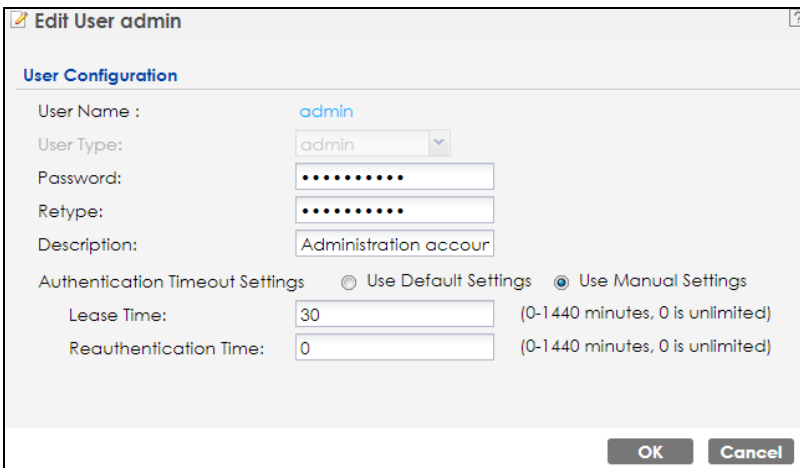 Edit User admin
?
User Configuration
User Name : admin
User Type: admin
Password: ••••••••••
Retype: ••••••••••
Description: Administration accour
Authentication Timeout Settings Use Default Settings Use Manual Settings
Lease Time: 30 (0-1440 minutes, 0 is unlimited)
Reauthentication Time: 0 (0-1440 minutes, 0 is unlimited)
OK Cancel